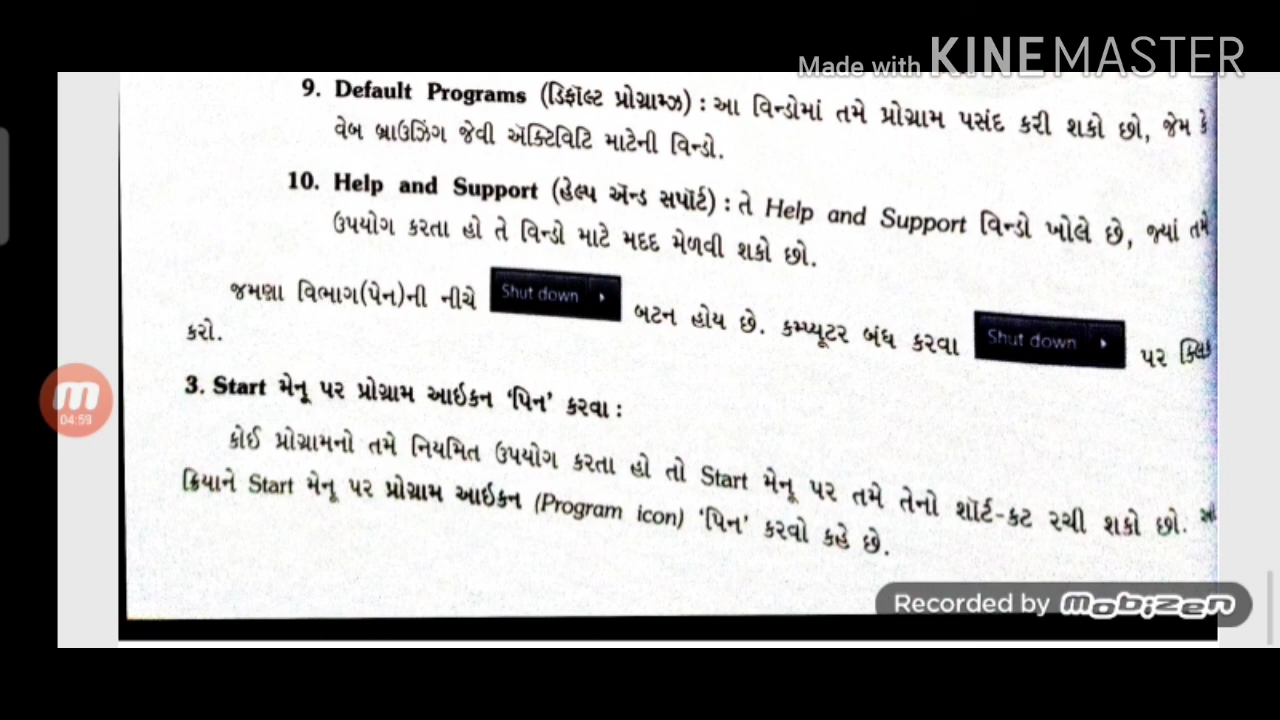 Made with KINEMASTER
9. Default Programs (ડિફૉલ્ટ પ્રોગ્રામ્ઝ) : આ વિન્ડોમાં તમે પ્રોગ્રામ પસંદ કરી શકો છો, જેમ કે
વેબ બ્રાઉઝિંગ જેવી ઍક્ટિવિટિ માટેની વિન્ડો.
10. Help and Support (હેલ્પ ઍન્ડ સપૉર્ટ) : તે Help and Support વિન્ડો ખોલે છે, જ્યાં તમે
ઉપયોગ કરતા હો તે વિન્ડો માટે મદદ મેળવી શકો છો.
જમણા વિભાગ(પેન)ની નીચે Shut down બટન હોય છે. કમ્પ્યૂટર બંધ કરવા Shut down પર ક્લિક
કરો.
04:59
3. Start મેનૂ પર પ્રોગ્રામ આઇકન ‘પિન’ કરવા :
કોઈ પ્રોગ્રામનો તમે નિયમિત ઉપયોગ કરતા હો તો Start મેનૂ પર તમે તેનો શૉર્ટ-કટ રચી શકો છો. આ
ક્રિયાને Start મેનૂ પર પ્રોગ્રામ આઇકન (Program icon) ‘પિન’ કરવો કહે છે.
Recorded by mobizen